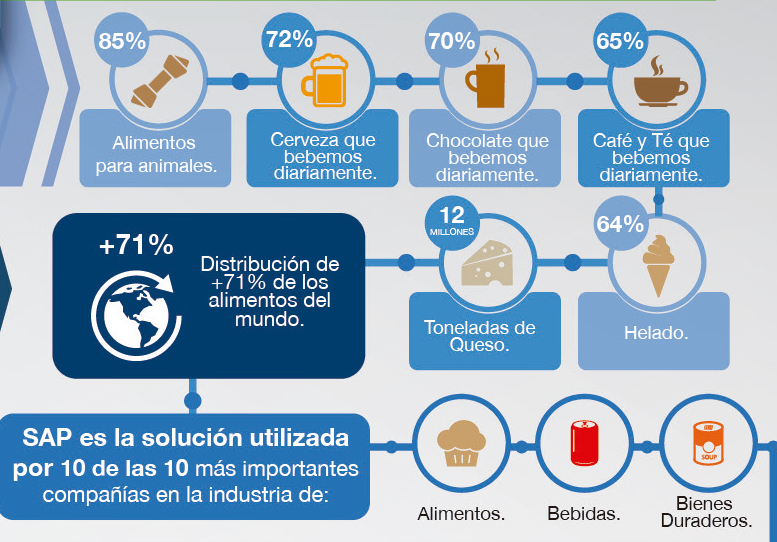 85%
Alimentos
para animales.
72%
Cerveza que
bebemos
diariamente.
70%
Chocolate que
bebemos
diariamente.
65%
Café y Té que
bebemos
diariamente.
64%
Helado.
12
MILLONES
Toneladas de
Queso.
+71%
Distribución de
+71% de los
alimentos del
mundo.
SAP es la solución utilizada
por 10 de las 10 más importantes
compañías en la industria de:
Alimentos.
Bebidas.
SOUP
Bienes
Duraderos.